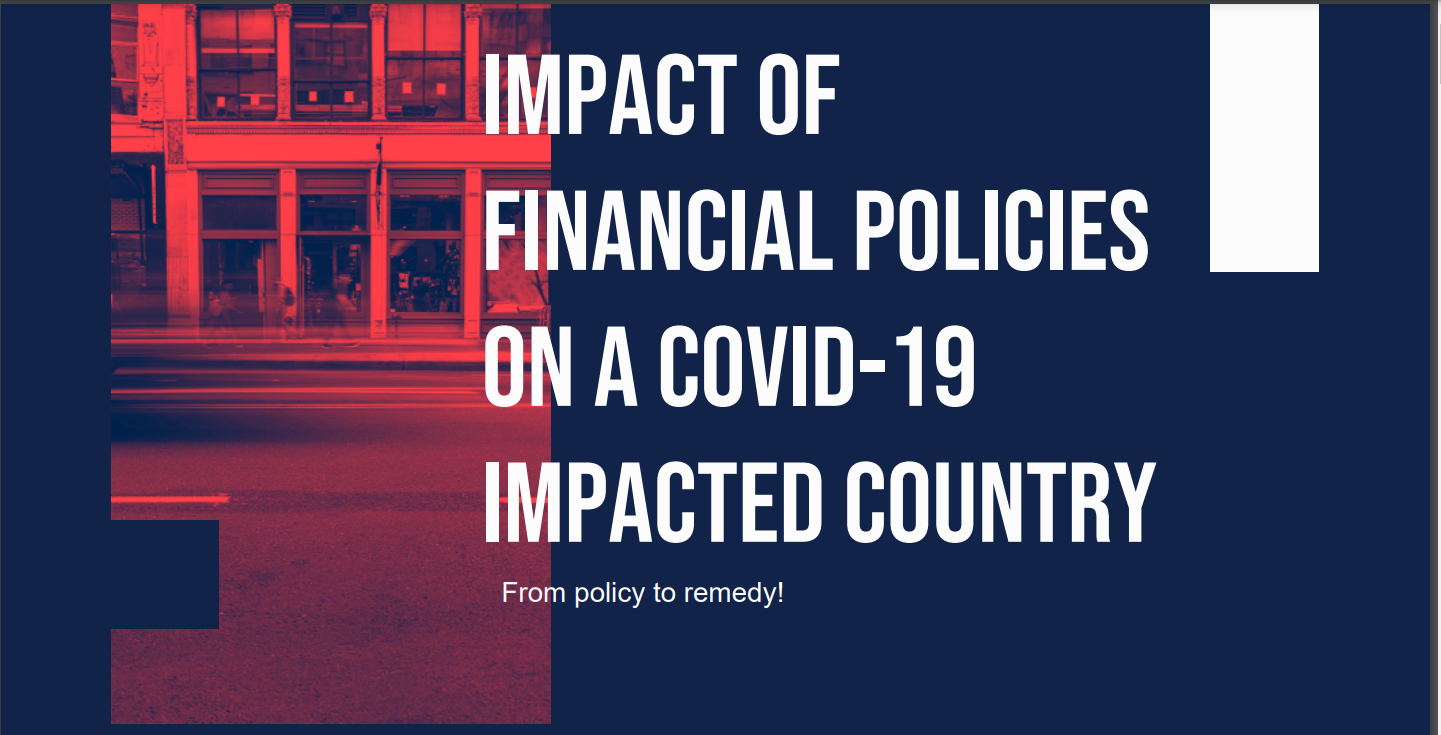 IMPACT OF
FINANCIAL POLICIES
ON A COVID-19
IMPACTED COUNTRY
From policy to remedy!